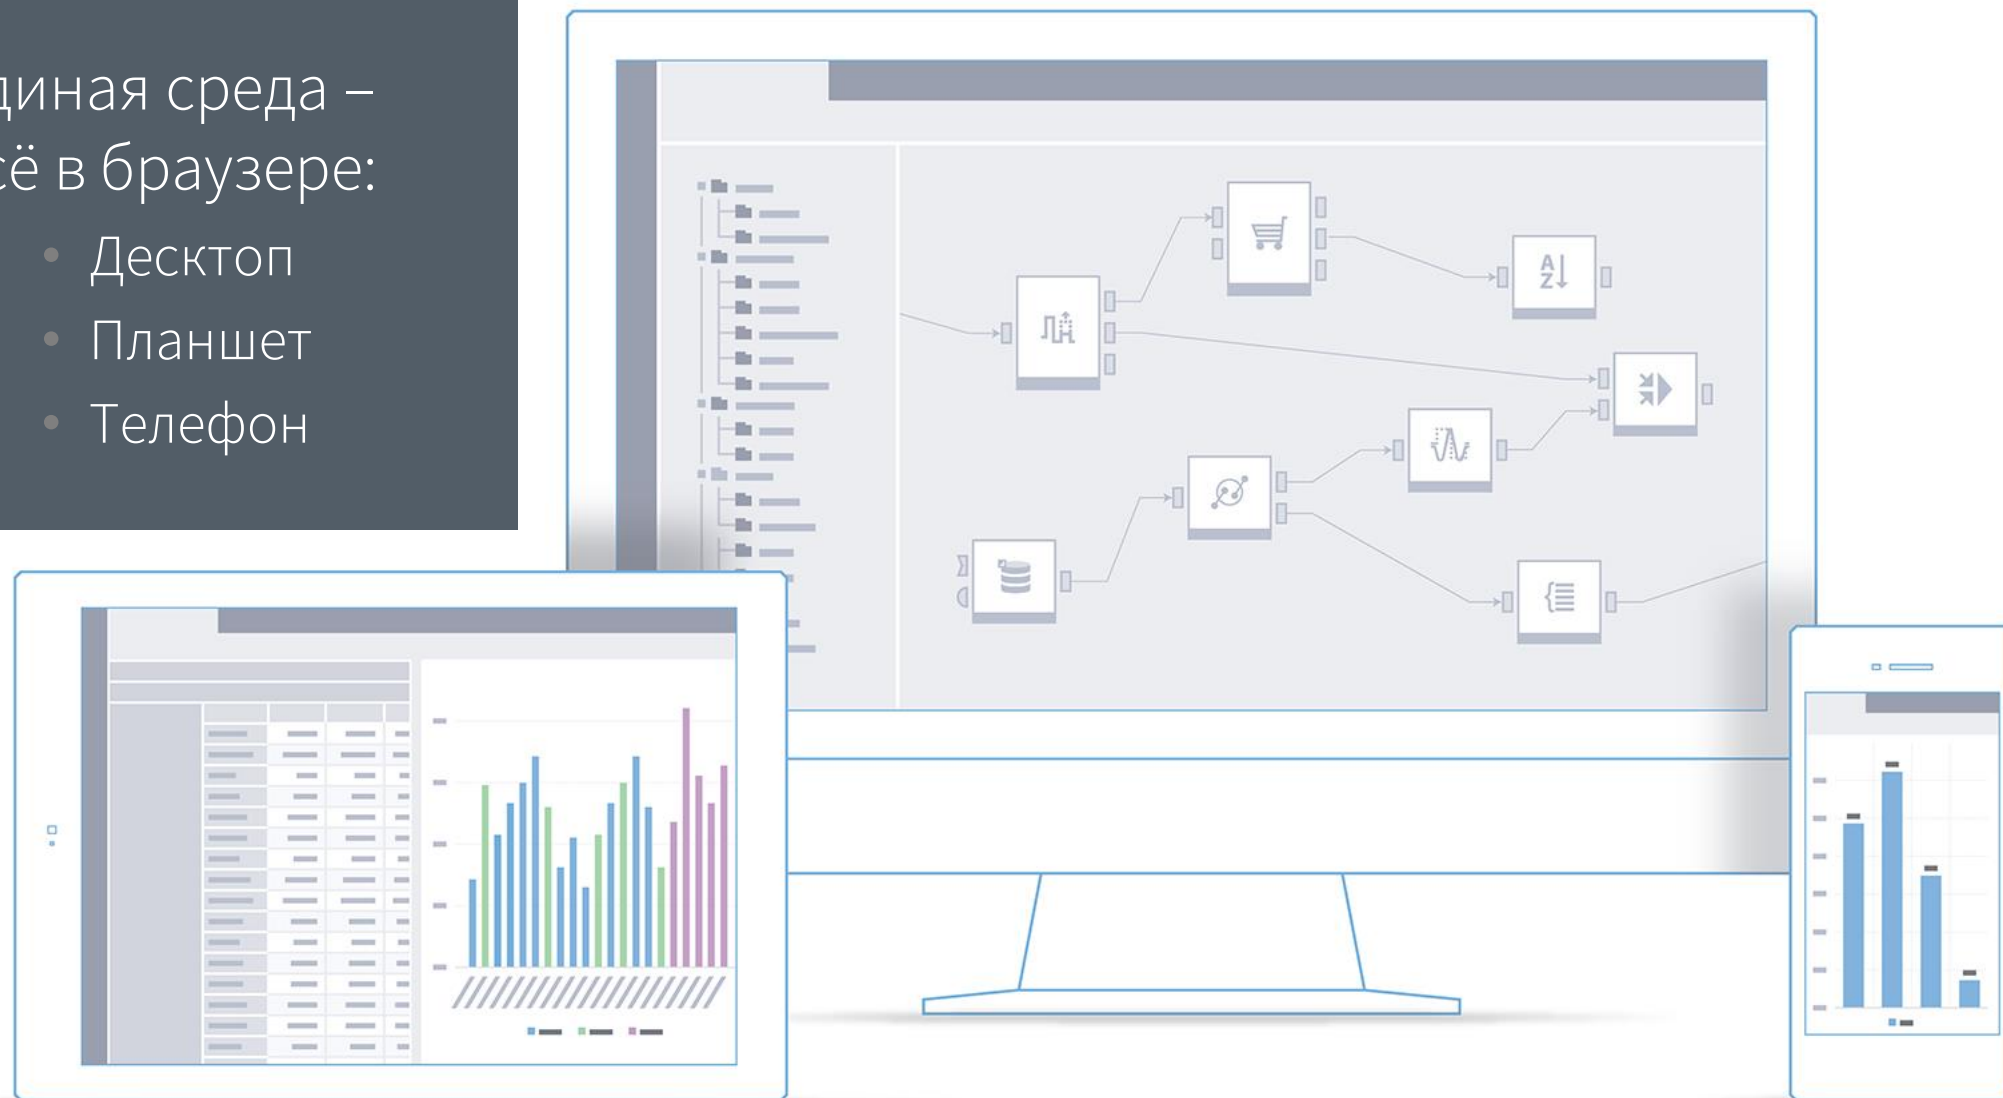 диная среда –
сё в браузере:
• Десктоп
• Планшет
• Телефон
A
Z